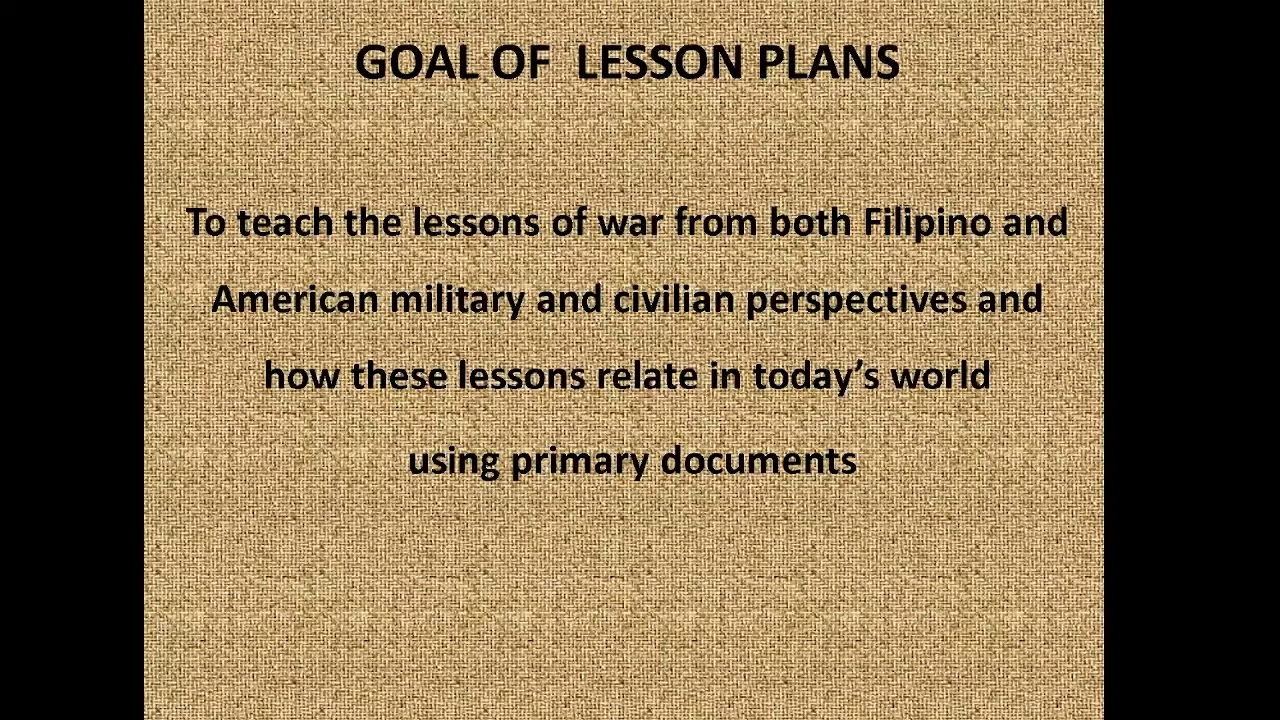 GOAL OF  LESSON PLANS
To teach the lessons of war from both Filipino and
American military and civilian perspectives and
how these lessons relate in today’s world
using primary documents